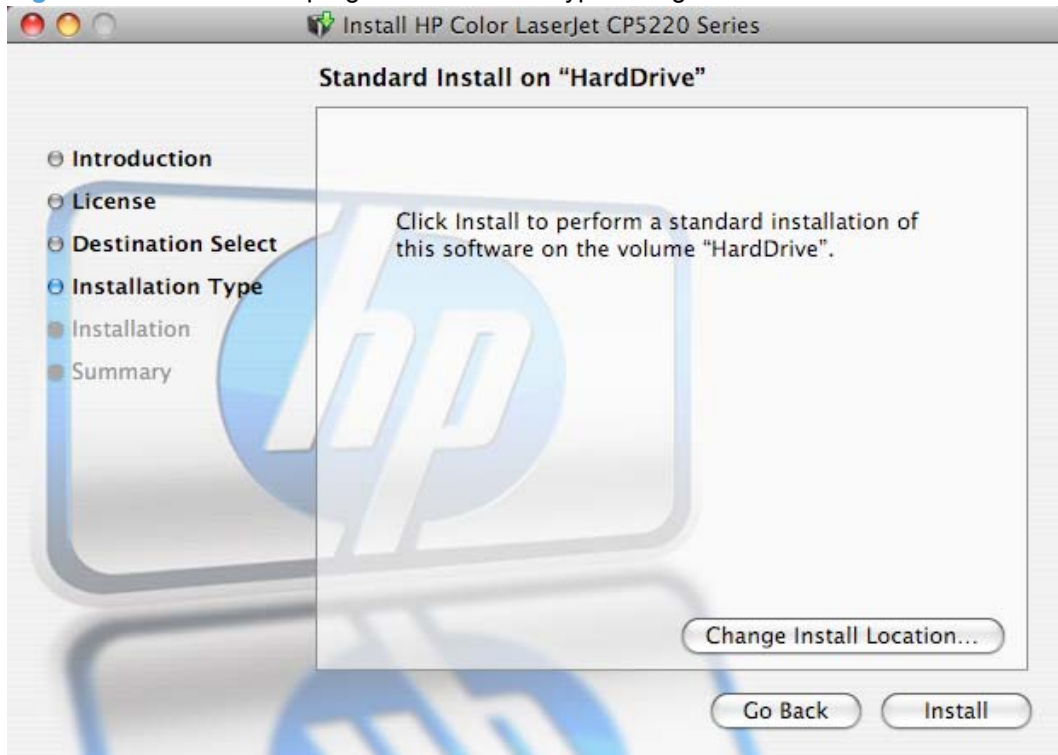 Install HP Color LaserJet CP5220 Series
Standard Install on “HardDrive”
Introduction
License
Destination Select
Installation Type
Installation
Summary
Click Install to perform a standard installation of
this software on the volume “HardDrive”.
hp
Change Install Location...
Go Back
Install